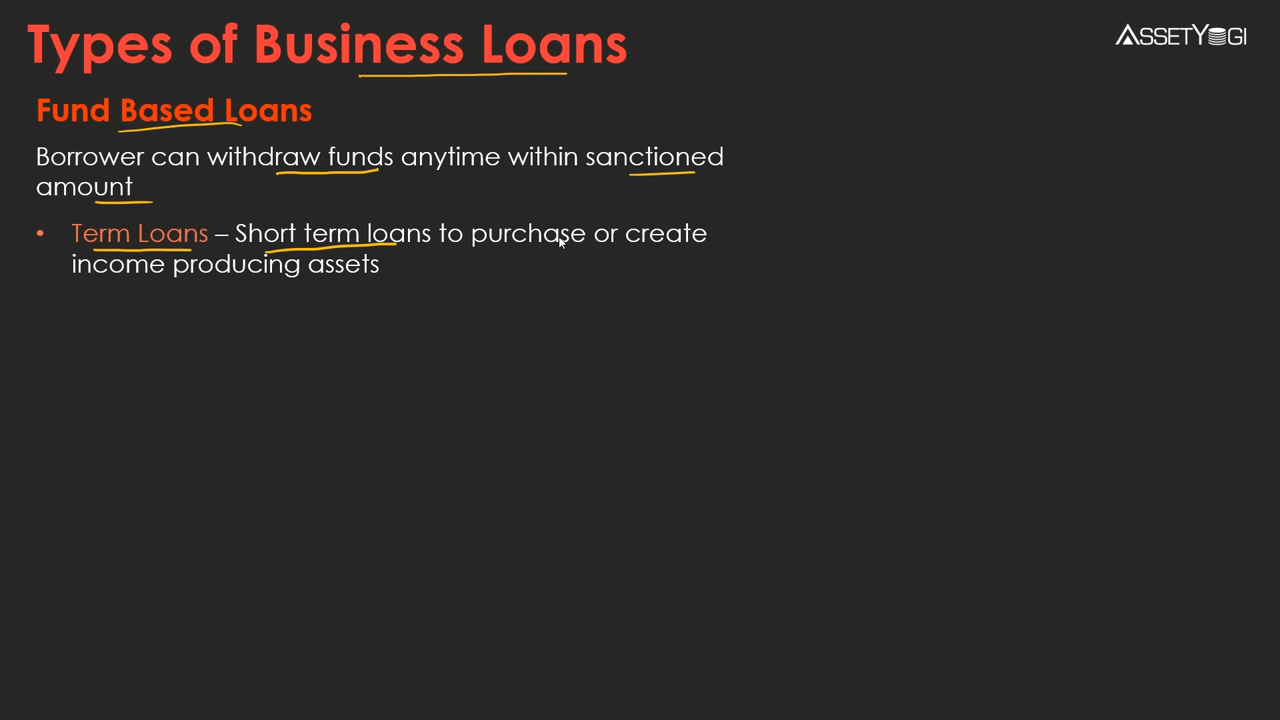 Types of Business Loans
ASSETYOGI
Fund Based Loans
Borrower can withdraw funds anytime within sanctioned
amount
• Term Loans – Short term loans to purchase or create
income producing assets